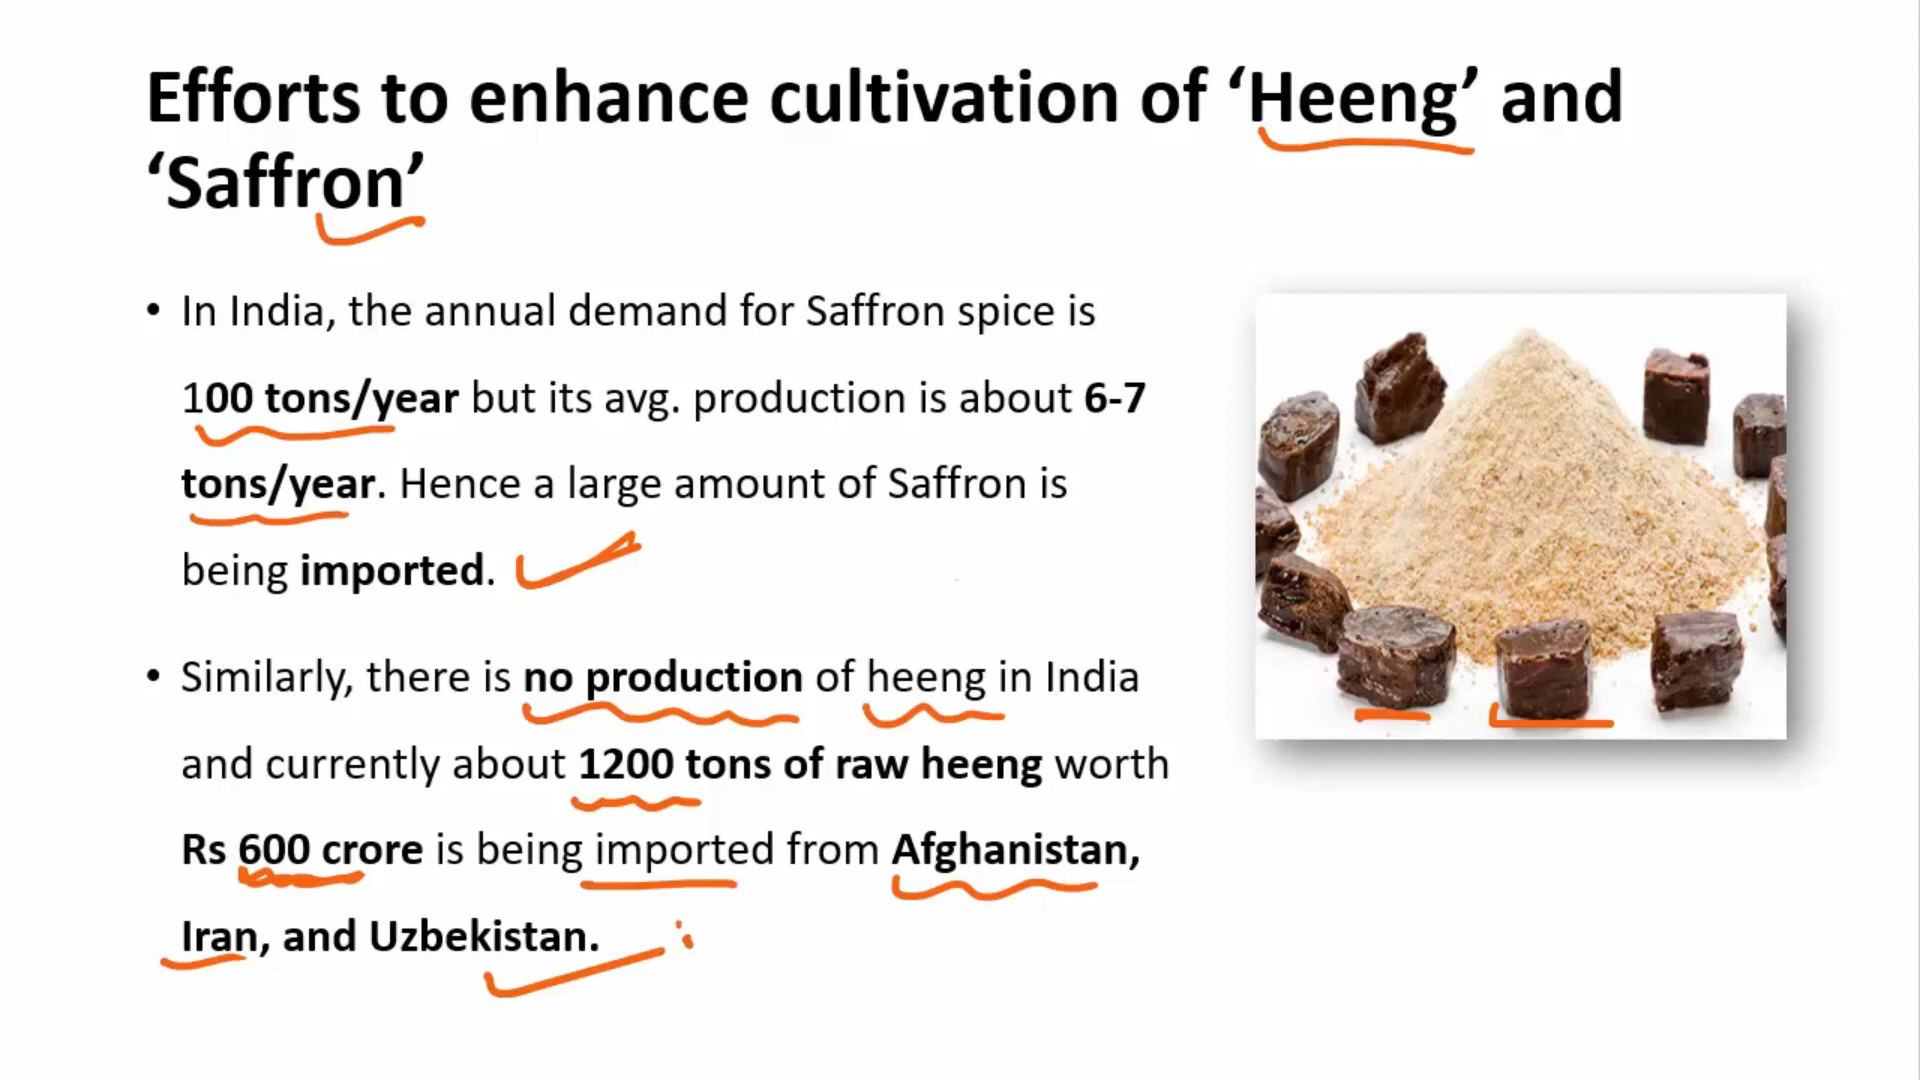 Efforts to enhance cultivation of ‘Heeng’ and
‘Saffron’
• In India, the annual demand for Saffron spice is
100 tons/year but its avg. production is about 6-7
tons/year. Hence a large amount of Saffron is
being imported.
• Similarly, there is no production of heeng in India
and currently about 1200 tons of raw heeng worth
Rs 600 crore is being imported from Afghanistan,
Iran, and Uzbekistan.